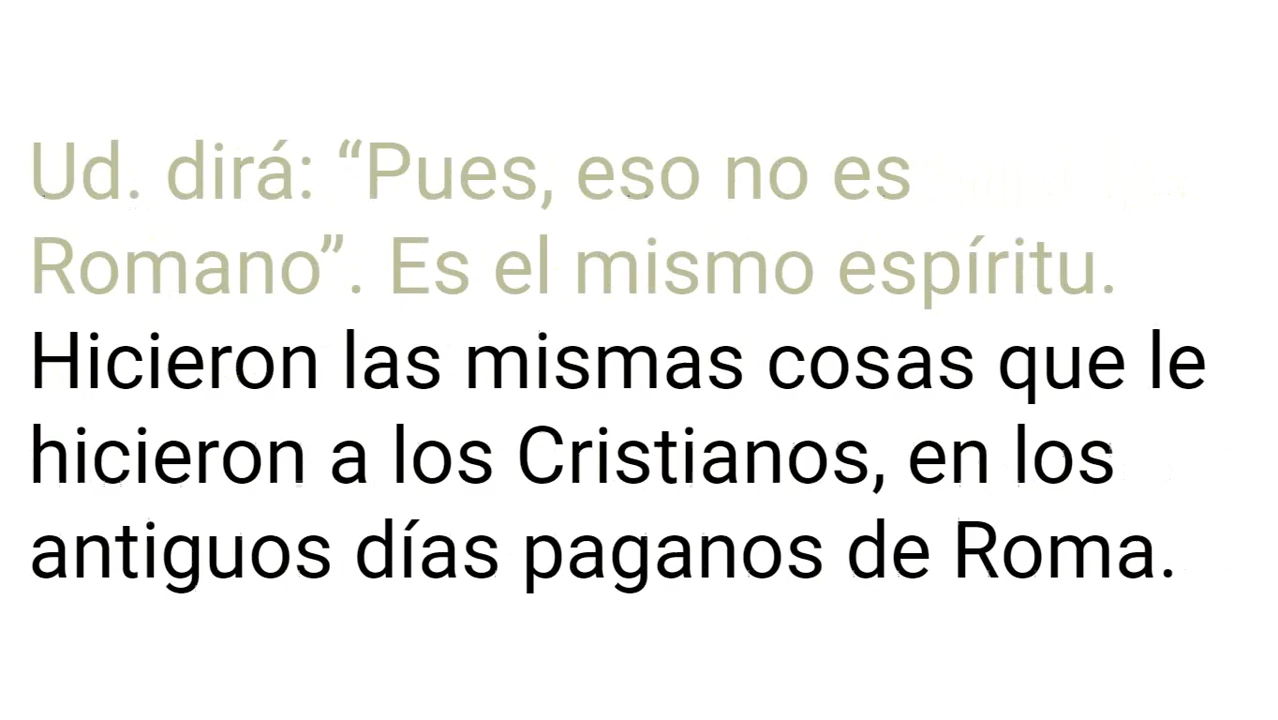 Ud. dirá: “Pues, eso no es
Romano”. Es el mismo espíritu.
Hicieron las mismas cosas que le
hicieron a los Cristianos, en los
antiguos días paganos de Roma.